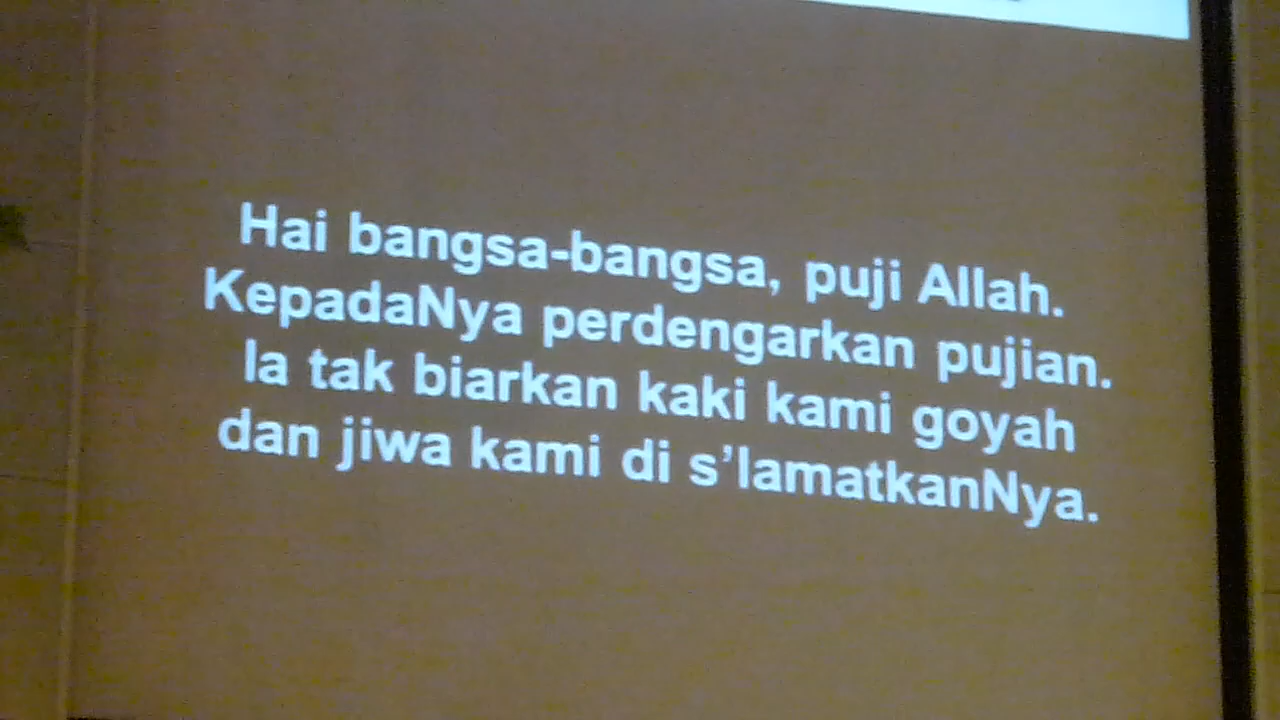 Hai bangsa-bangsa, puji Allah.
KepadaNya perdengarkan pujian.
Ia tak biarkan kaki kami goyah
dan jiwa kami di s’lamatkanNya.